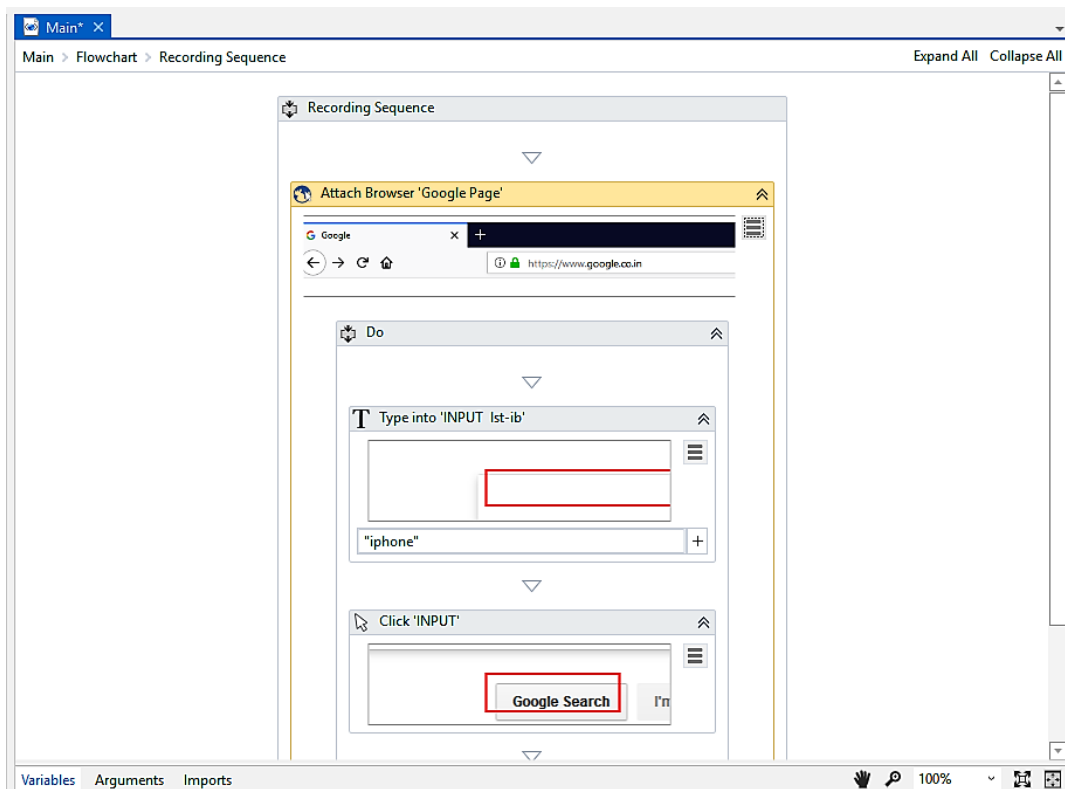 Main*
Main > Flowchart > Recording Sequence Expand All Collapse All
Recording Sequence
Attach Browser 'Google Page'
Google
https://www.google.co.in
Do
Type into 'INPUT lst-ib'
"iphone"
Click 'INPUT'
Google Search I'm
Variables Arguments Imports 100%